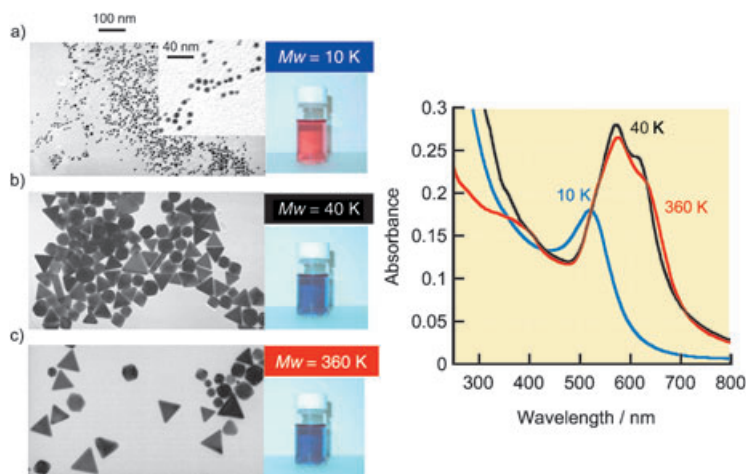 100 nm
a)
40 nm
Mw = 10 K
b)
Mw = 40 K
c)
Mw = 360 K
0.3
0.25
0.2
0.15
0.1
0.05
0
Absorbance
40 K
10 K
360 K
300 400 500 600 700 800
Wavelength / nm